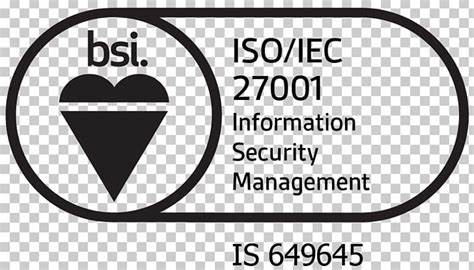 bsi.
ISO/IEC
27001
Information
Security
Management
IS 649645